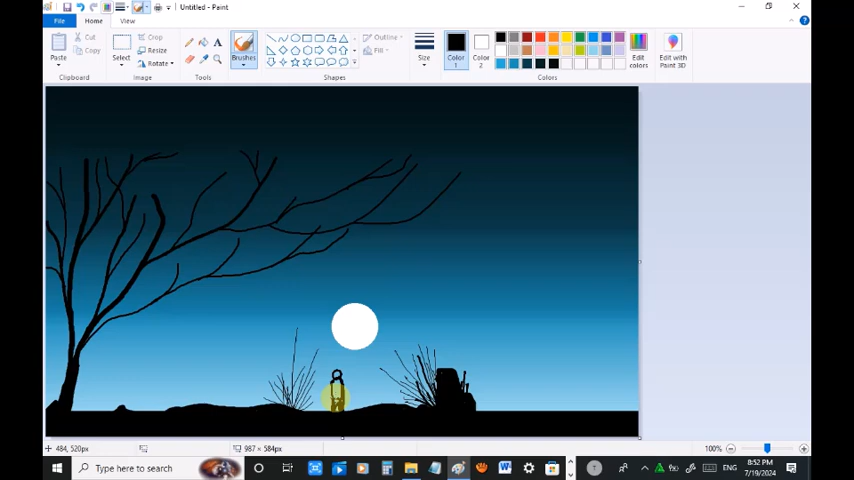 Untitled - Paint
File Home View
Paste
Cut
Copy
Clipboard
Select
Crop
Resize
Rotate
Image
A
Tools
Brushes
Outline
Fill
Shapes
Size
Color
1
Color
2
Edit
colors
Colors
Edit with
Paint 3D
484, 520px
987 × 584px
100%
Type here to search
ENG
8:52 PM
7/19/2024